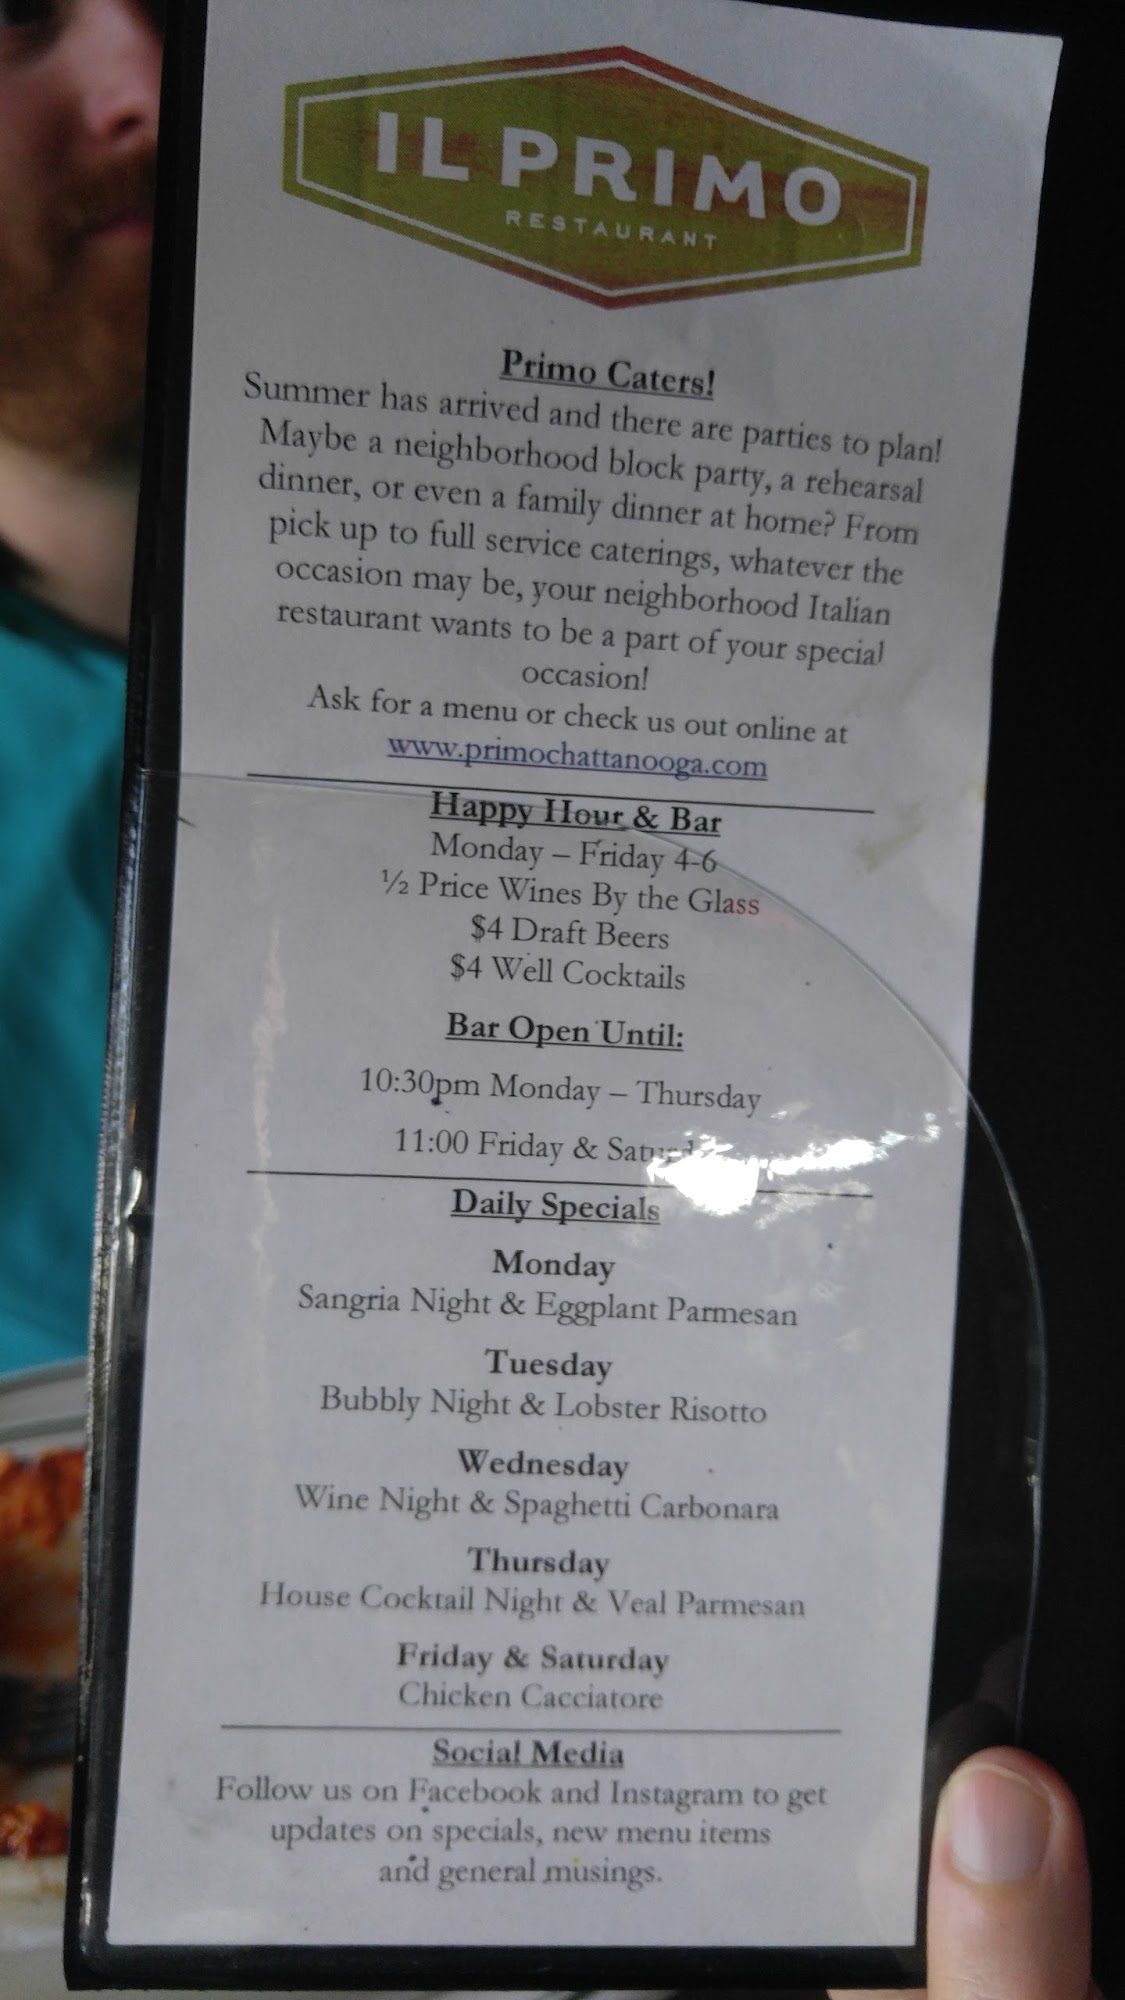 IL PRIMO
RESTAURANT
Primo Caters!
Summer has arrived and there are parties to plan!
Maybe a neighborhood block party, a rehearsal
dinner, or even a family dinner at home? From
pick up to full service caterings, whatever the
occasion may be, your neighborhood Italian
restaurant wants to be a part of your special
occasion!
Ask for a menu or check us out online at
www.primochattanooga.com
Happy Hour & Bar
Monday – Friday 4-6
½ Price Wines By the Glass
$4 Draft Beers
$4 Well Cocktails
Bar Open Until:
10:30pm Monday – Thursday
11:00 Friday &
Daily Specials
Monday
Sangria Night & Eggplant Parmesan
Tuesday
Bubbly Night & Lobster Risotto
Wednesday
Wine Night & Spaghetti Carbonara
Thursday
House Cocktail Night & Veal Parmesan
Friday & Saturday
Chicken Cacciatore
Social Media
Follow us on Facebook and Instagram to get
updates on specials, new menu items
and general musings.